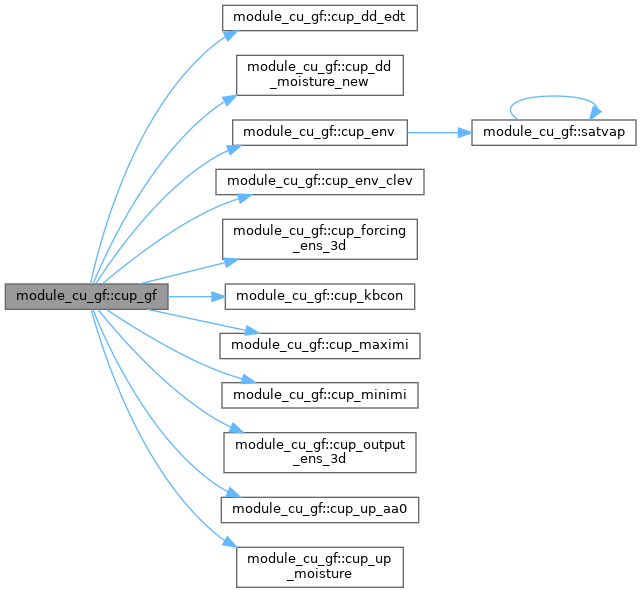 module_cu_gf::cup_dd_edt
module_cu_gf::cup_dd
_moisture_new
module_cu_gf::cup_env
module_cu_gf::satvap
module_cu_gf::cup_env_clev
module_cu_gf::cup_forcing
_ens_3d
module_cu_gf::cup_gf
module_cu_gf::cup_kbcon
module_cu_gf::cup_maximi
module_cu_gf::cup_minimi
module_cu_gf::cup_output
_ens_3d
module_cu_gf::cup_up_aa0
module_cu_gf::cup_up
_moisture